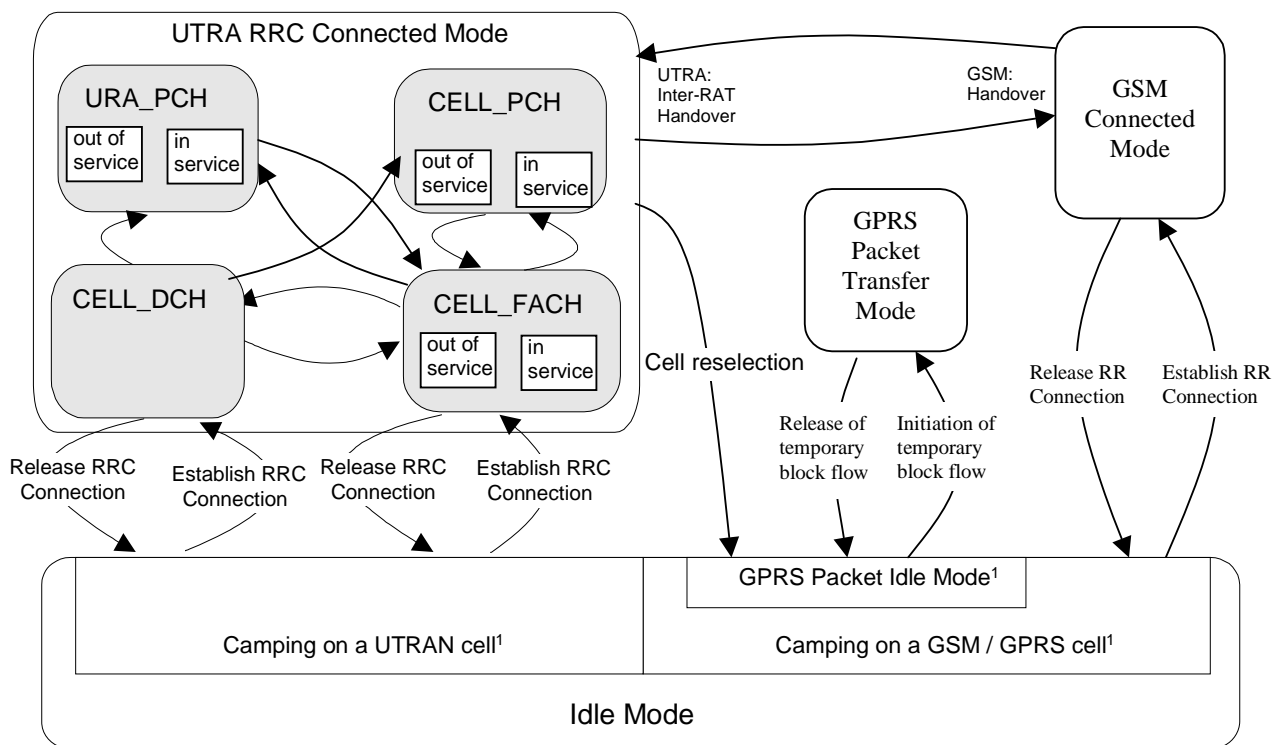 UTRA RRC Connected Mode
URA_PCH
out of
service
in
service
CELL_PCH
out of
service
in
service
CELL_DCH
CELL_FACH
out of
service
in
service
UTRA:
Inter-RAT
Handover
GSM:
Handover
GSM
Connected
Mode
GPRS
Packet
Transfer
Mode
Cell reselection
Release RRC
Connection
Establish RRC
Connection
Release RRC
Connection
Establish RRC
Connection
Release of
temporary
block flow
Initiation of
temporary
block flow
Release RR
Connection
Establish RR
Connection
GPRS Packet Idle Mode¹
Camping on a UTRAN cell¹
Camping on a GSM / GPRS cell¹
Idle Mode